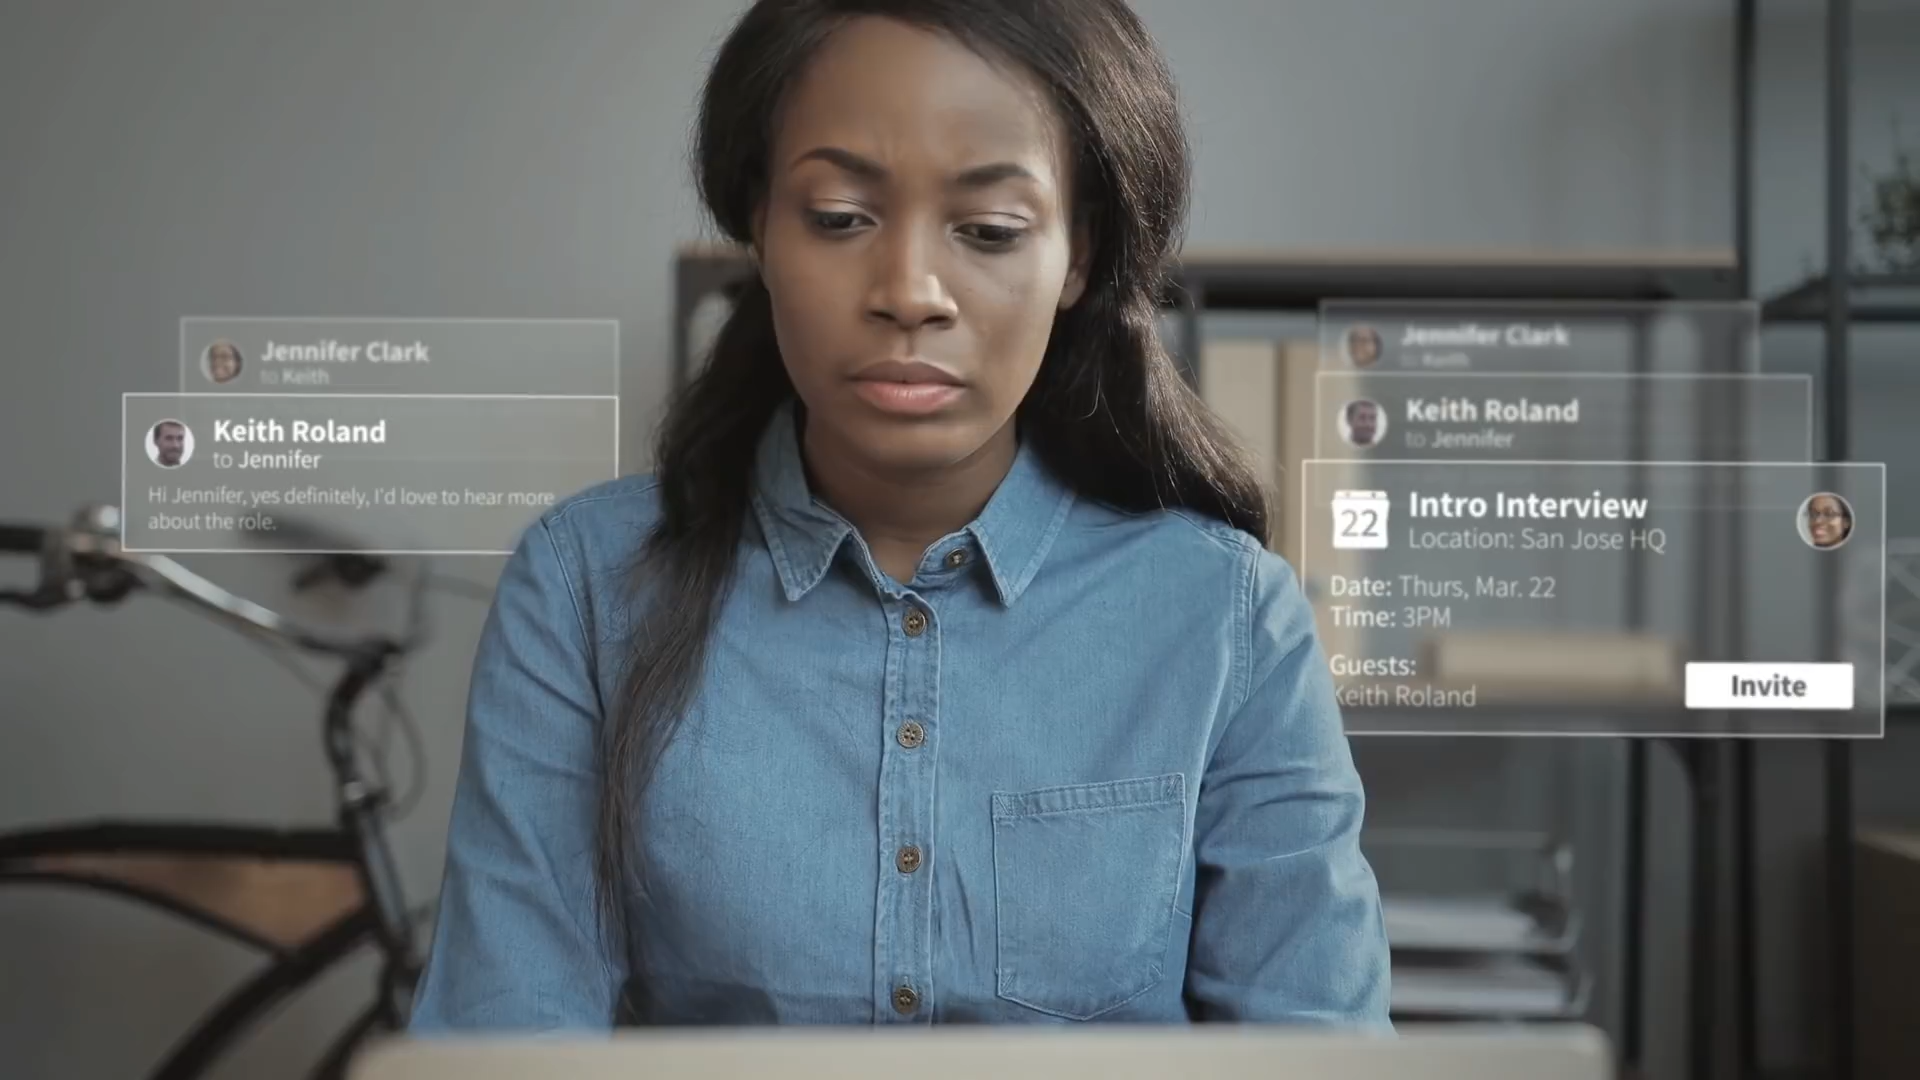 Jennifer Clark
to Keith
Keith Roland
to Jennifer
Hi Jennifer, yes definitely, I'd love to hear more
about the role.
Jennifer Clark
to Keith
Keith Roland
to Jennifer
22
Intro Interview
Location: San Jose HQ
Date: Thurs, Mar. 22
Time: 3PM
Guests:
Keith Roland
Invite